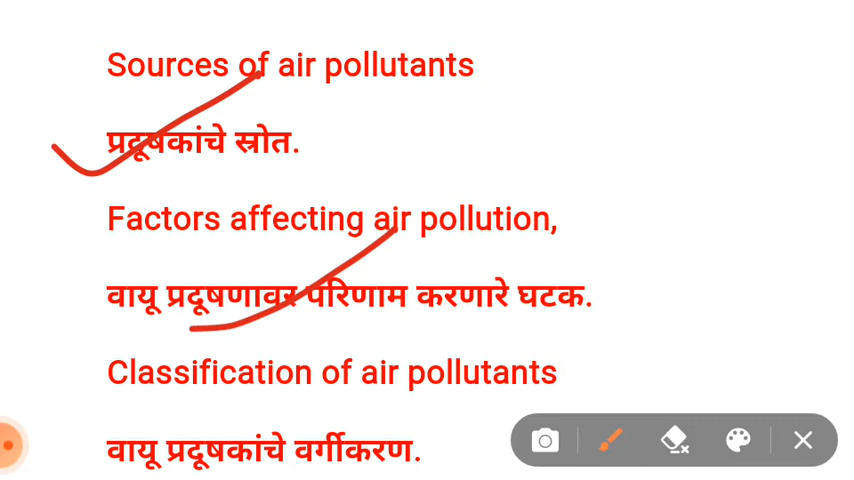 Sources of air pollutants
प्रदूषकांचे स्रोत.
Factors affecting air pollution,
वायू प्रदूषणावर परिणाम करणारे घटक.
Classification of air pollutants
वायू प्रदूषकांचे वर्गीकरण.